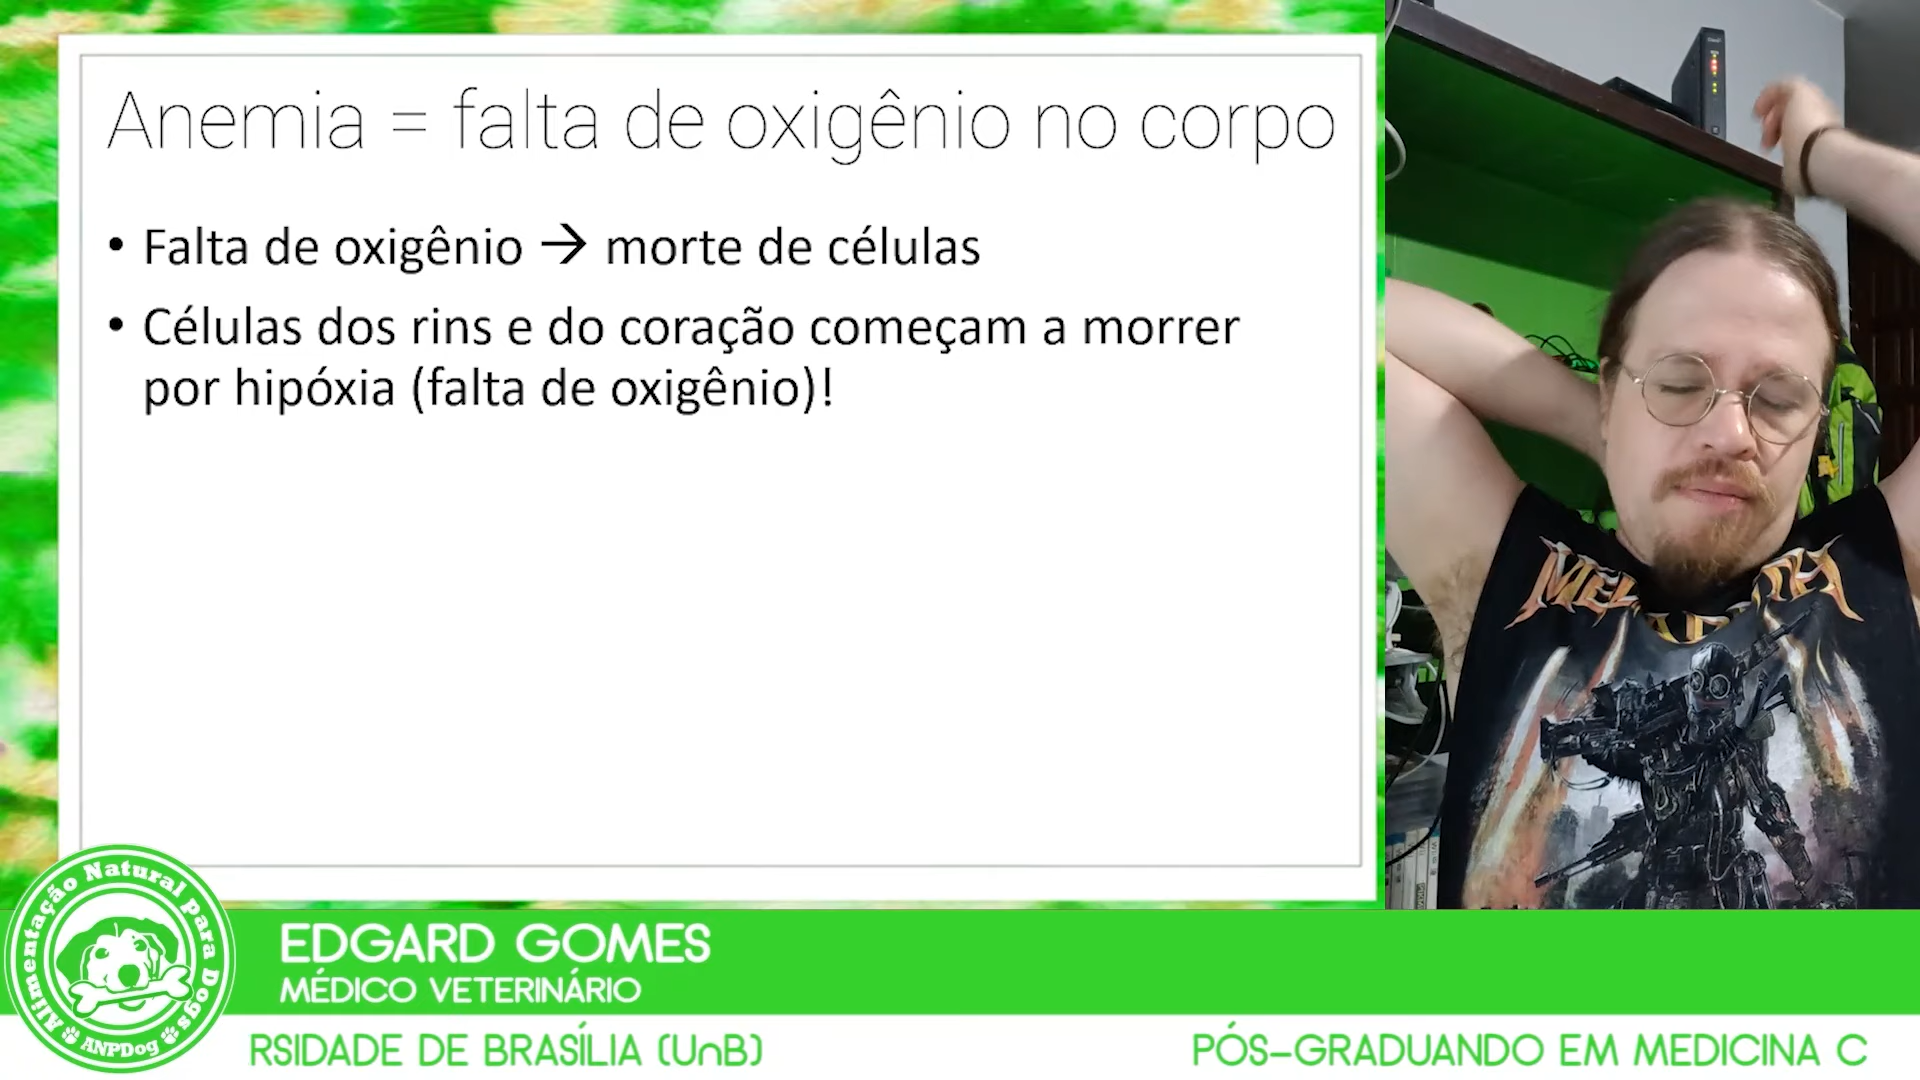 Anemia = falta de oxigênio no corpo
• Falta de oxigênio → morte de células
• Células dos rins e do coração começam a morrer
por hipóxia (falta de oxigênio)!
EDGARD GOMES
MÉDICO VETERINÁRIO
RSIDADE DE BRASÍLIA (UnB)
PÓS-GRADUANDO EM MEDICINA C
Alimentação Natural para Dogs
ANPDog